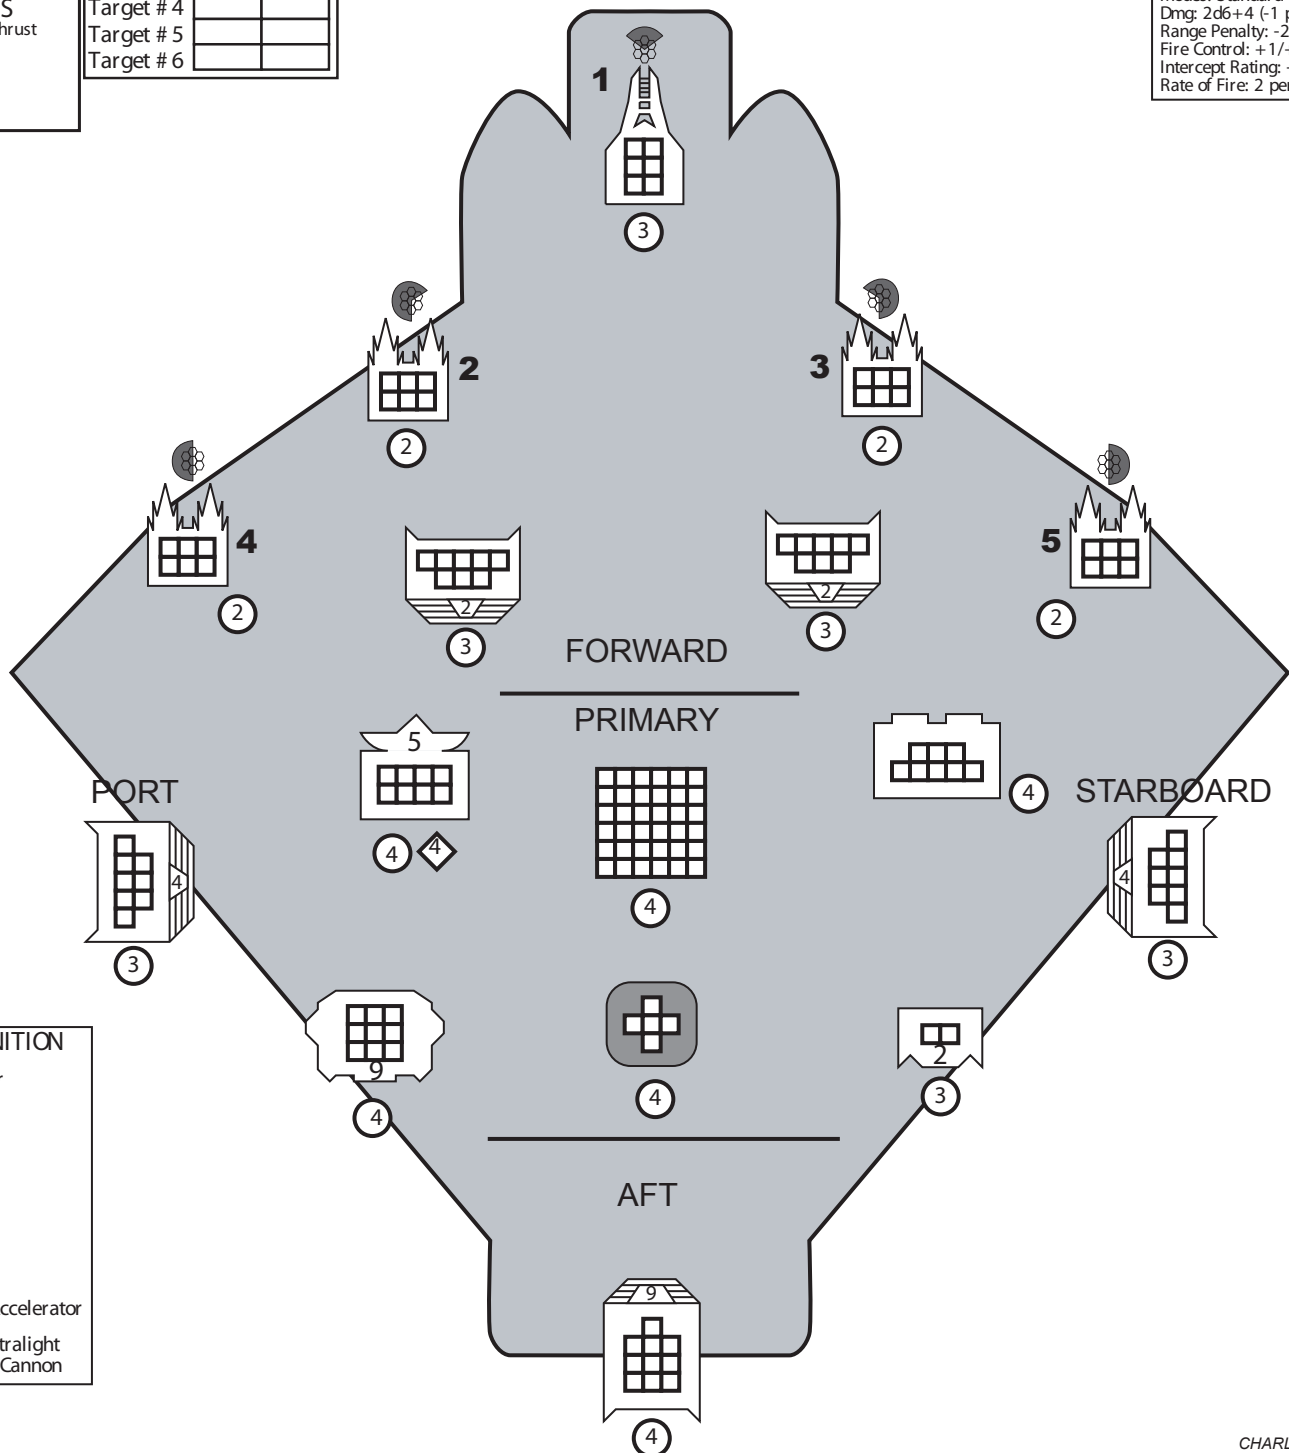 S
hrust
Target # 4
Target # 5
Target # 6
Dmg: 2d6+4 (-1 p
Range Penalty: -2
Fire Control: +1/-
Intercept Rating: -
Rate of Fire: 2 per
1
3
2
3
2
2
4
5
2
2
2
2
3
3
FORWARD
PRIMARY
5
4
4
4
4
PORT
STARBOARD
4
4
3
3
9
4
4
2
3
AFT
9
4
NITION
r
ccelerator
tralight
Cannon
CHARL